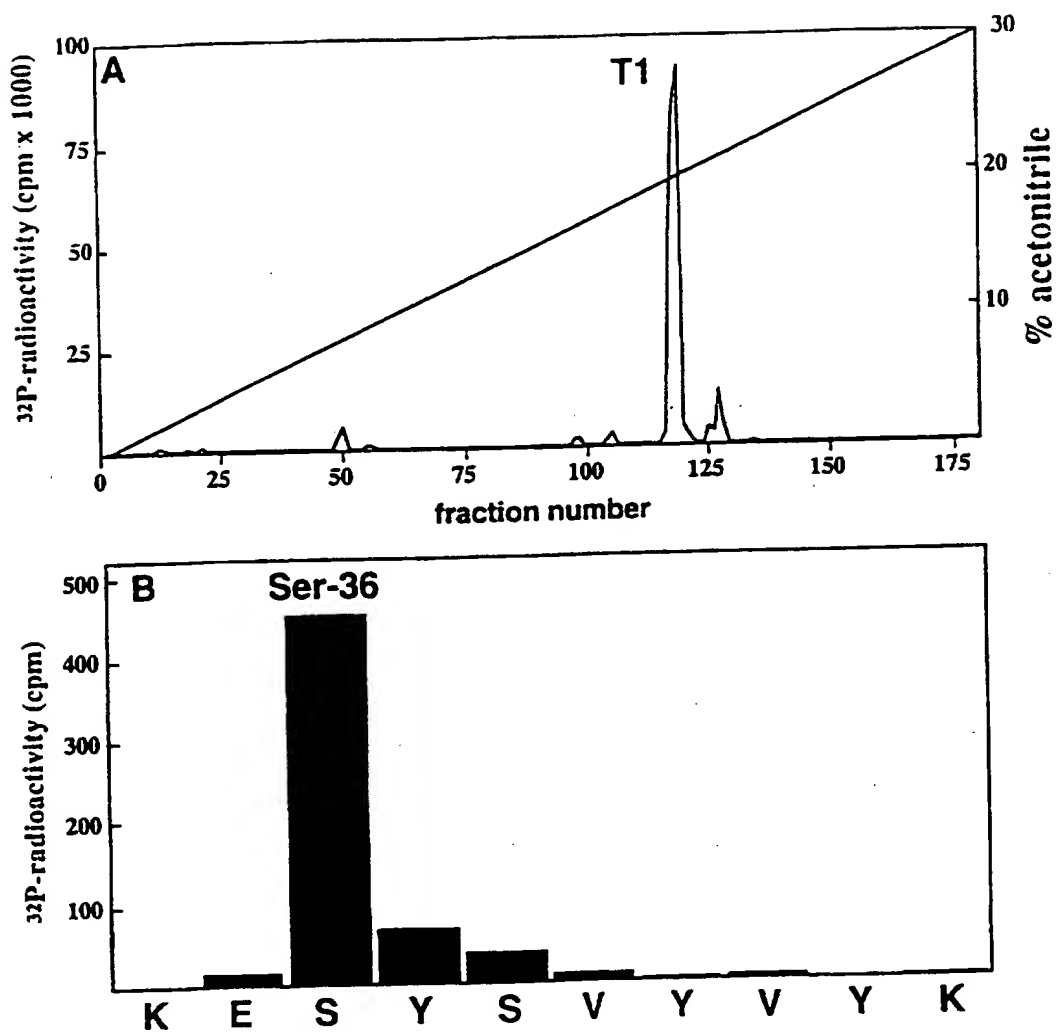 A
T1
100
75
50
25
32P-radioactivity (cpm x 1000)
30
20
10
% acetonitrile
0 25 50 75 100 125 150 175
fraction number
B
Ser-36
500
400
300
200
100
32P-radioactivity (cpm)
K E S Y S V Y V Y K